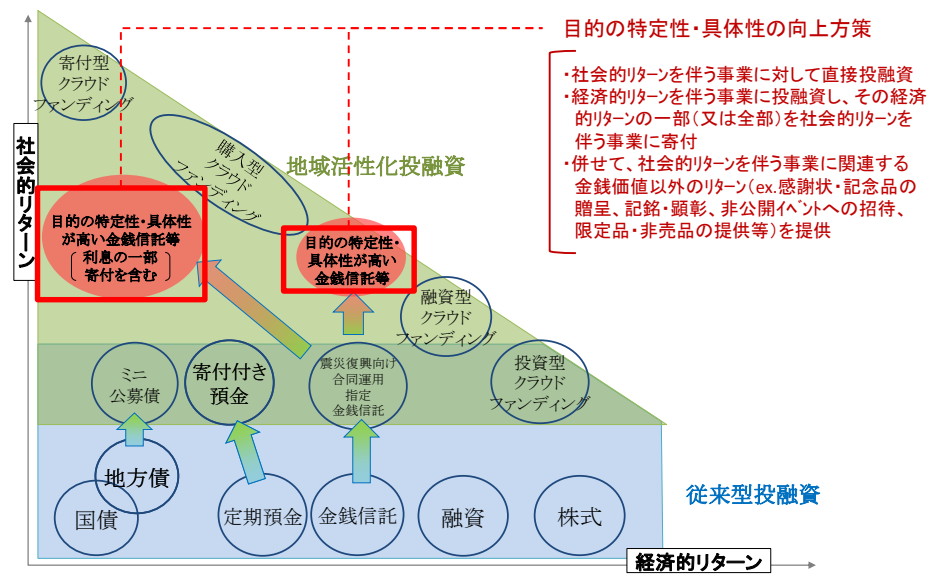 目的の特定性・具体性の向上方策
・社会的リターンを伴う事業に対して直接投融資
・経済的リターンを伴う事業に投融資し、その経済
的リターンの一部(又は全部)を社会的リターンを
伴う事業に寄付
・併せて、社会的リターンを伴う事業に関連する
金銭価値以外のリターン(ex.感謝状・記念品の
贈呈、記銘・顕彰、非公開イベントへの招待、
限定品・非売品の提供等)を提供
社会的リターン
寄付型
クラウド
ファンディング
購入型
クラウド
ファンディング
地域活性化投融資
目的の特定性・具体性
が高い金銭信託等
利息の一部
寄付を含む
目的の特定性・
具体性が高い
金銭信託等
融資型
クラウド
ファンディング
投資型
クラウド
ファンディング
ミニ
公募債
寄付付き
預金
震災復興向け
合同運用
指定
金銭信託
地方債
国債
定期預金
金銭信託
融資
株式
従来型投融資
経済的リターン